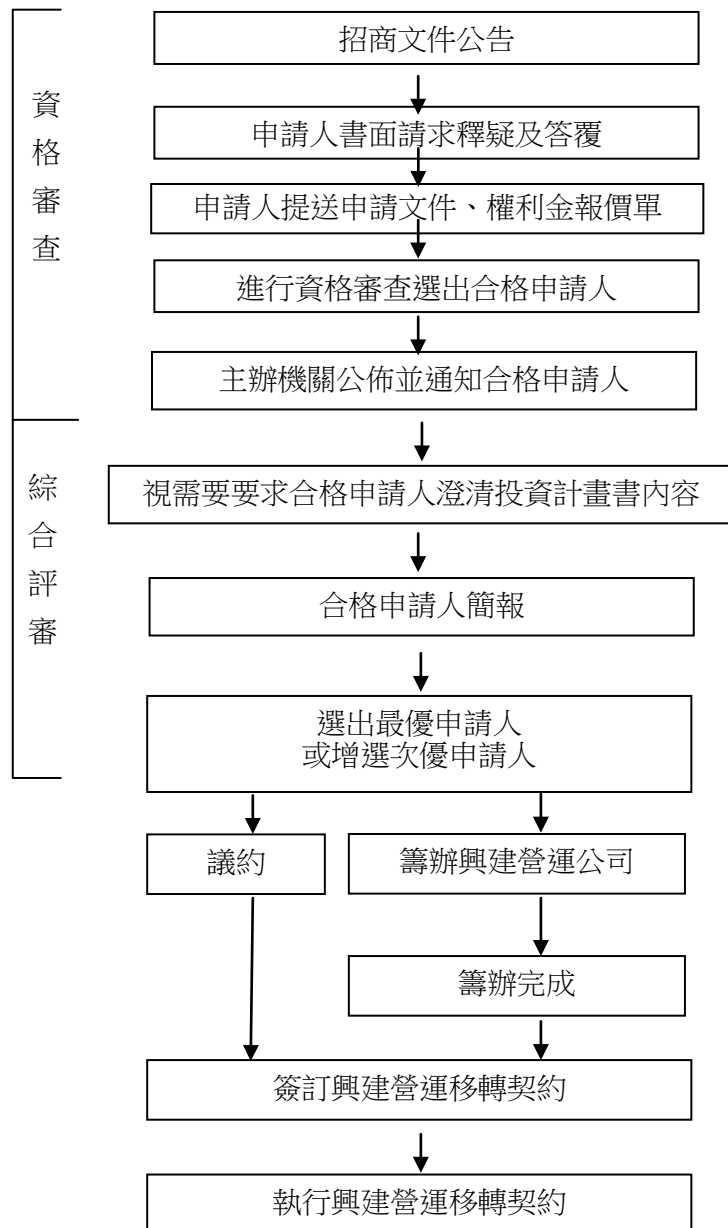 資格審查
招商文件公告
申請人書面請求釋疑及答覆
申請人提送申請文件、權利金報價單
進行資格審查選出合格申請人
主辦機關公佈並通知合格申請人
綜合評審
視需要要求合格申請人澄清投資計畫書內容
合格申請人簡報
選出最優申請人
或增選次優申請人
議約
籌辦興建營運公司
籌辦完成
簽訂興建營運移轉契約
執行興建營運移轉契約